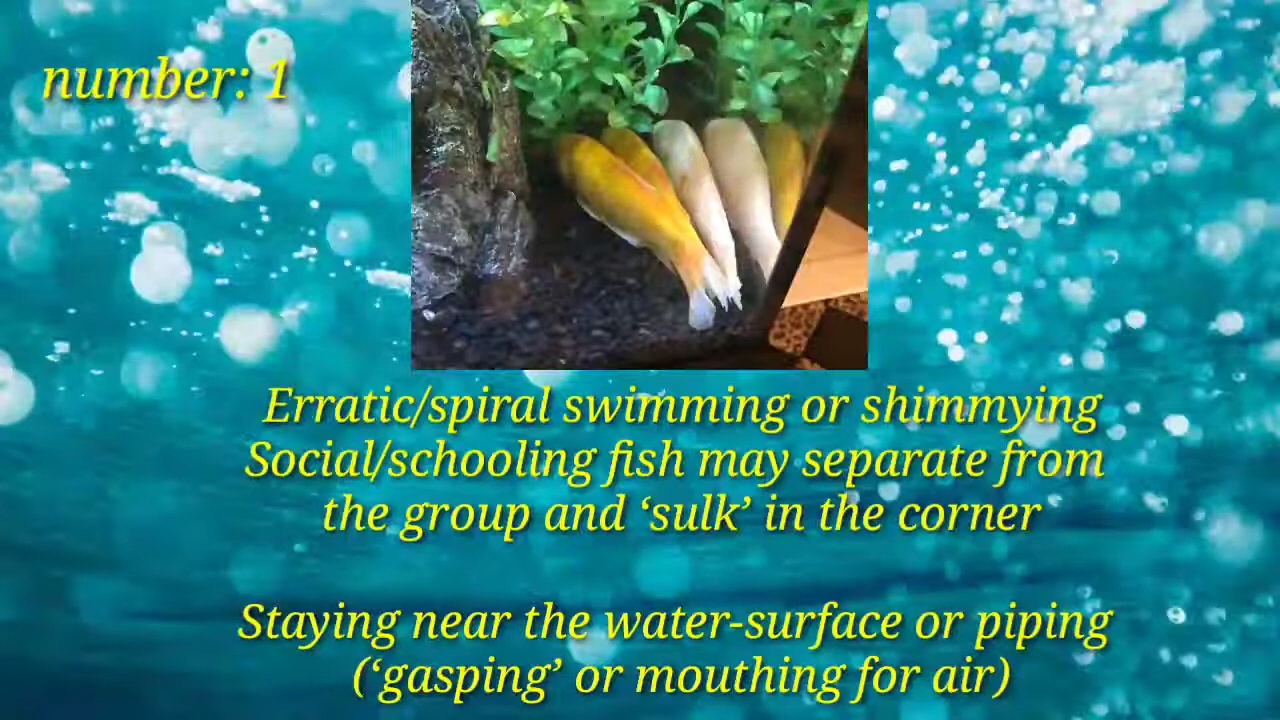 number: 1
Erratic/spiral swimming or shimmying
Social/schooling fish may separate from
the group and ‘sulk’ in the corner
Staying near the water-surface or piping
(‘gasping’ or mouthing for air)